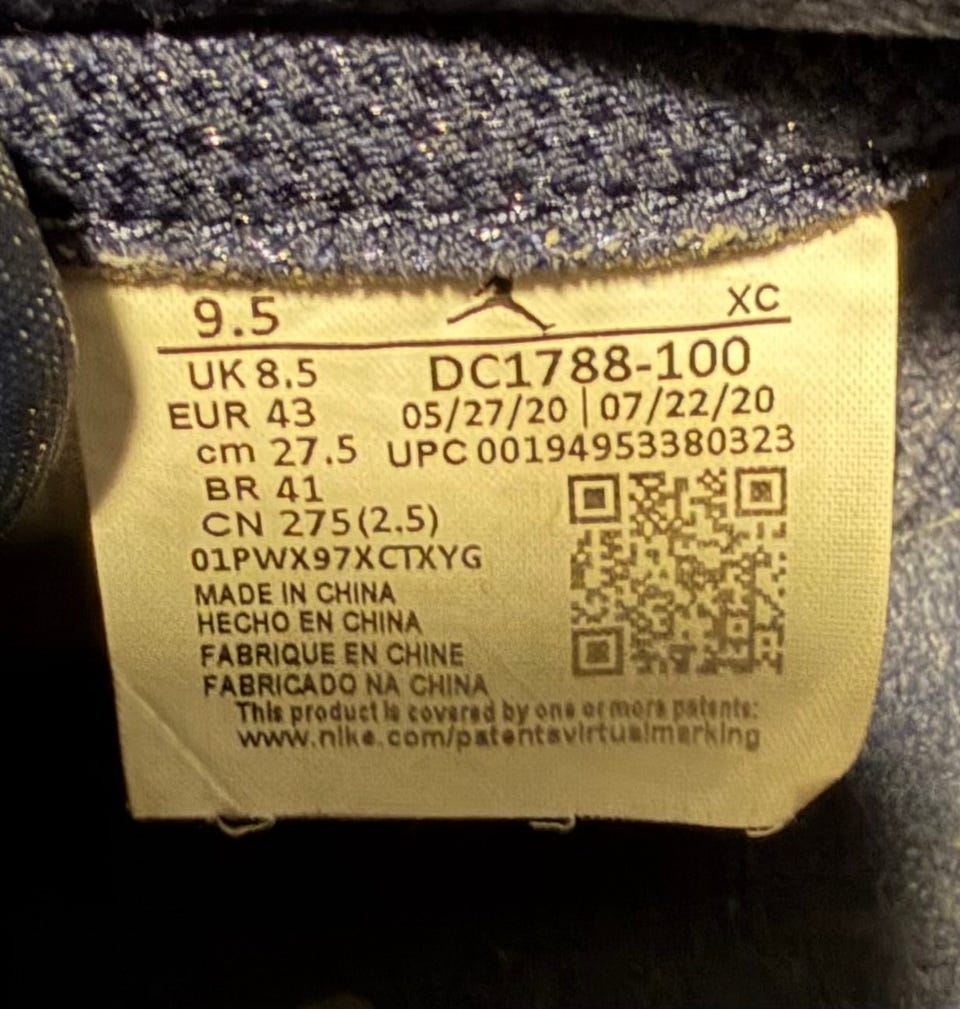 9.5 XC
UK 8.5 DC1788-100
EUR 43 05/27/20 | 07/22/20
cm 27.5 UPC 00194953380323
BR 41
CN 275(2.5)
01PWX97XCTXYG
MADE IN CHINA
HECHO EN CHINA
FABRIQUE EN CHINE
FABRICADO NA CHINA
This product is covered by one or more patents:
www.nike.com/patentsvirtualmarking